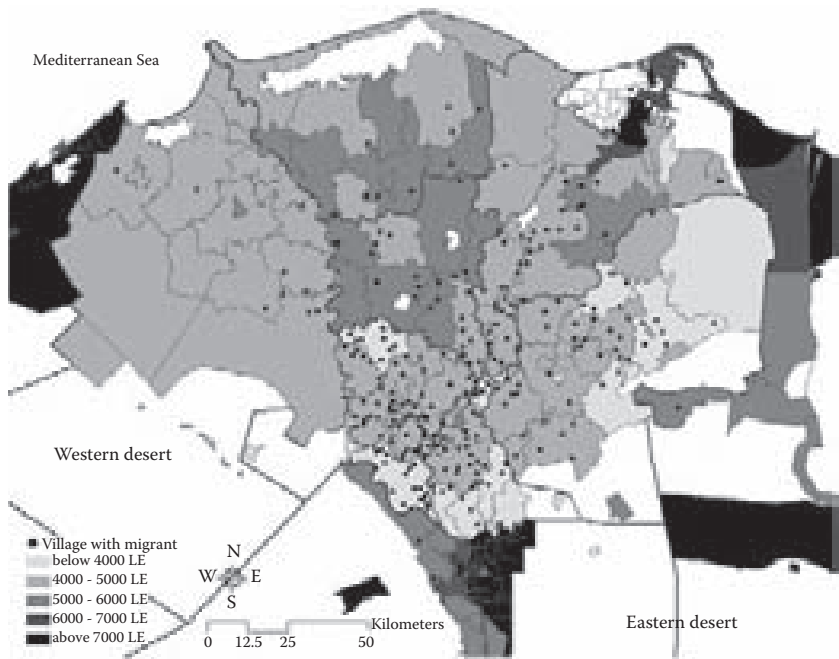 Mediterranean Sea
Western desert
Eastern desert
Village with migrant
below 4000 LE
4000 - 5000 LE
5000 - 6000 LE
6000 - 7000 LE
above 7000 LE
N
W E
S
Kilometers
0 12.5 25 50